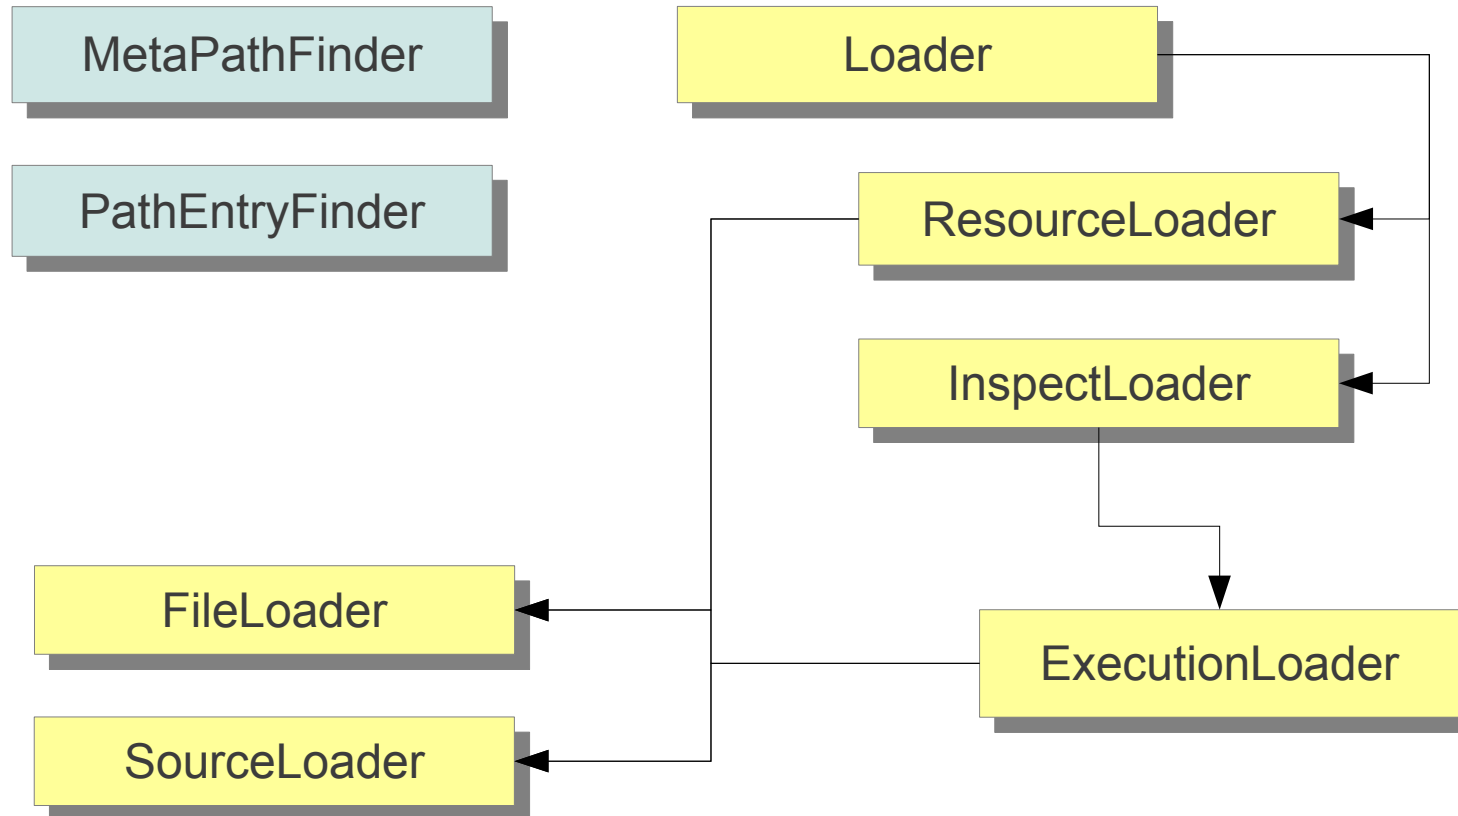 MetaPathFinder
Loader
PathEntryFinder
ResourceLoader
InspectLoader
FileLoader
ExecutionLoader
SourceLoader